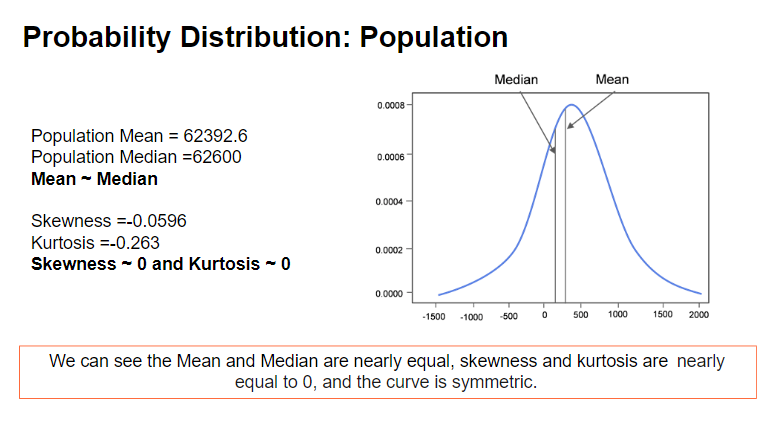 Probability Distribution: Population
Population Mean = 62392.6
Population Median =62600
Mean ~ Median
Skewness =-0.0596
Kurtosis =-0.263
Skewness ~ 0 and Kurtosis ~ 0
Median
Mean
0.0008
0.0006
0.0004
0.0002
0.0000
-1500 -1000 -500 0 500 1000 1500 2000
We can see the Mean and Median are nearly equal, skewness and kurtosis are nearly
equal to 0, and the curve is symmetric.